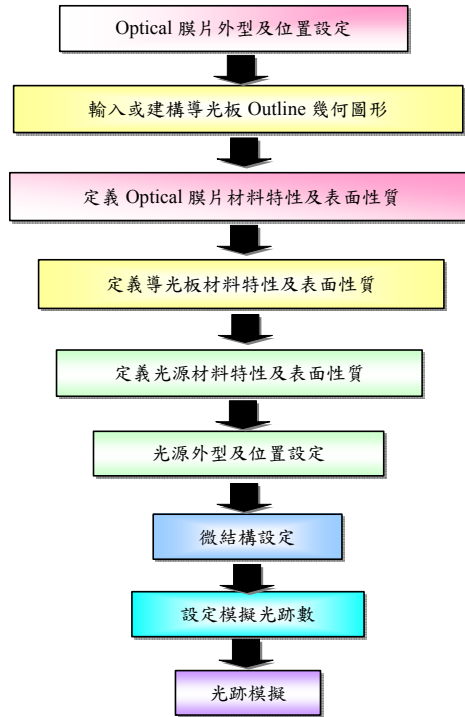 Optical 膜片外型及位置設定
輸入或建構導光板 Outline 幾何圖形
定義 Optical 膜片材料特性及表面性質
定義導光板材料特性及表面性質
定義光源材料特性及表面性質
光源外型及位置設定
微結構設定
設定模擬光跡數
光跡模擬